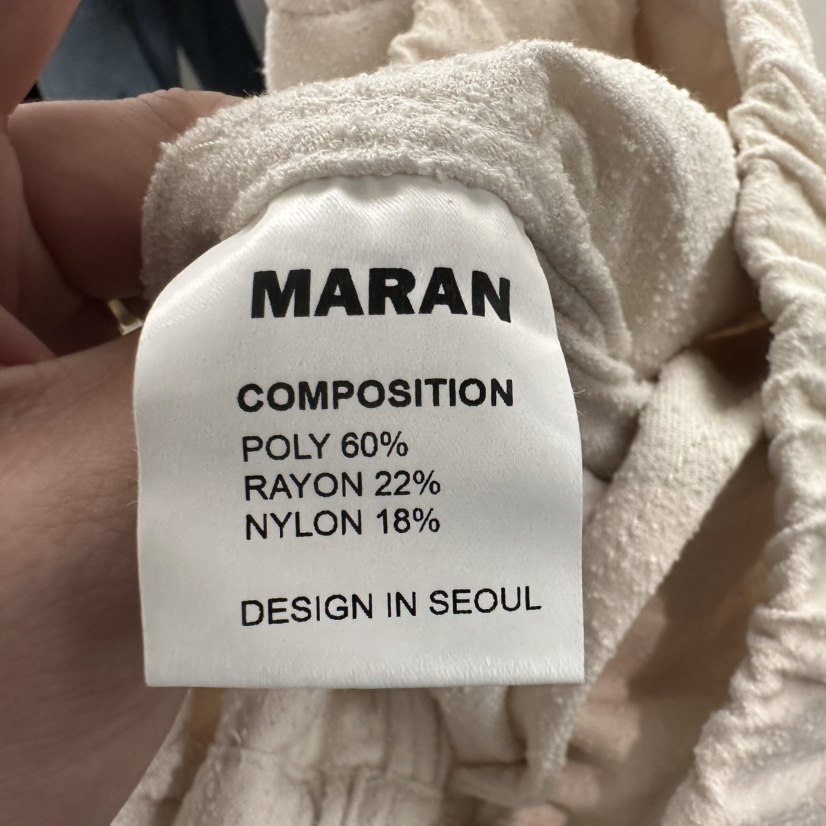 MARAN
COMPOSITION
POLY 60%
RAYON 22%
NYLON 18%
DESIGN IN SEOUL